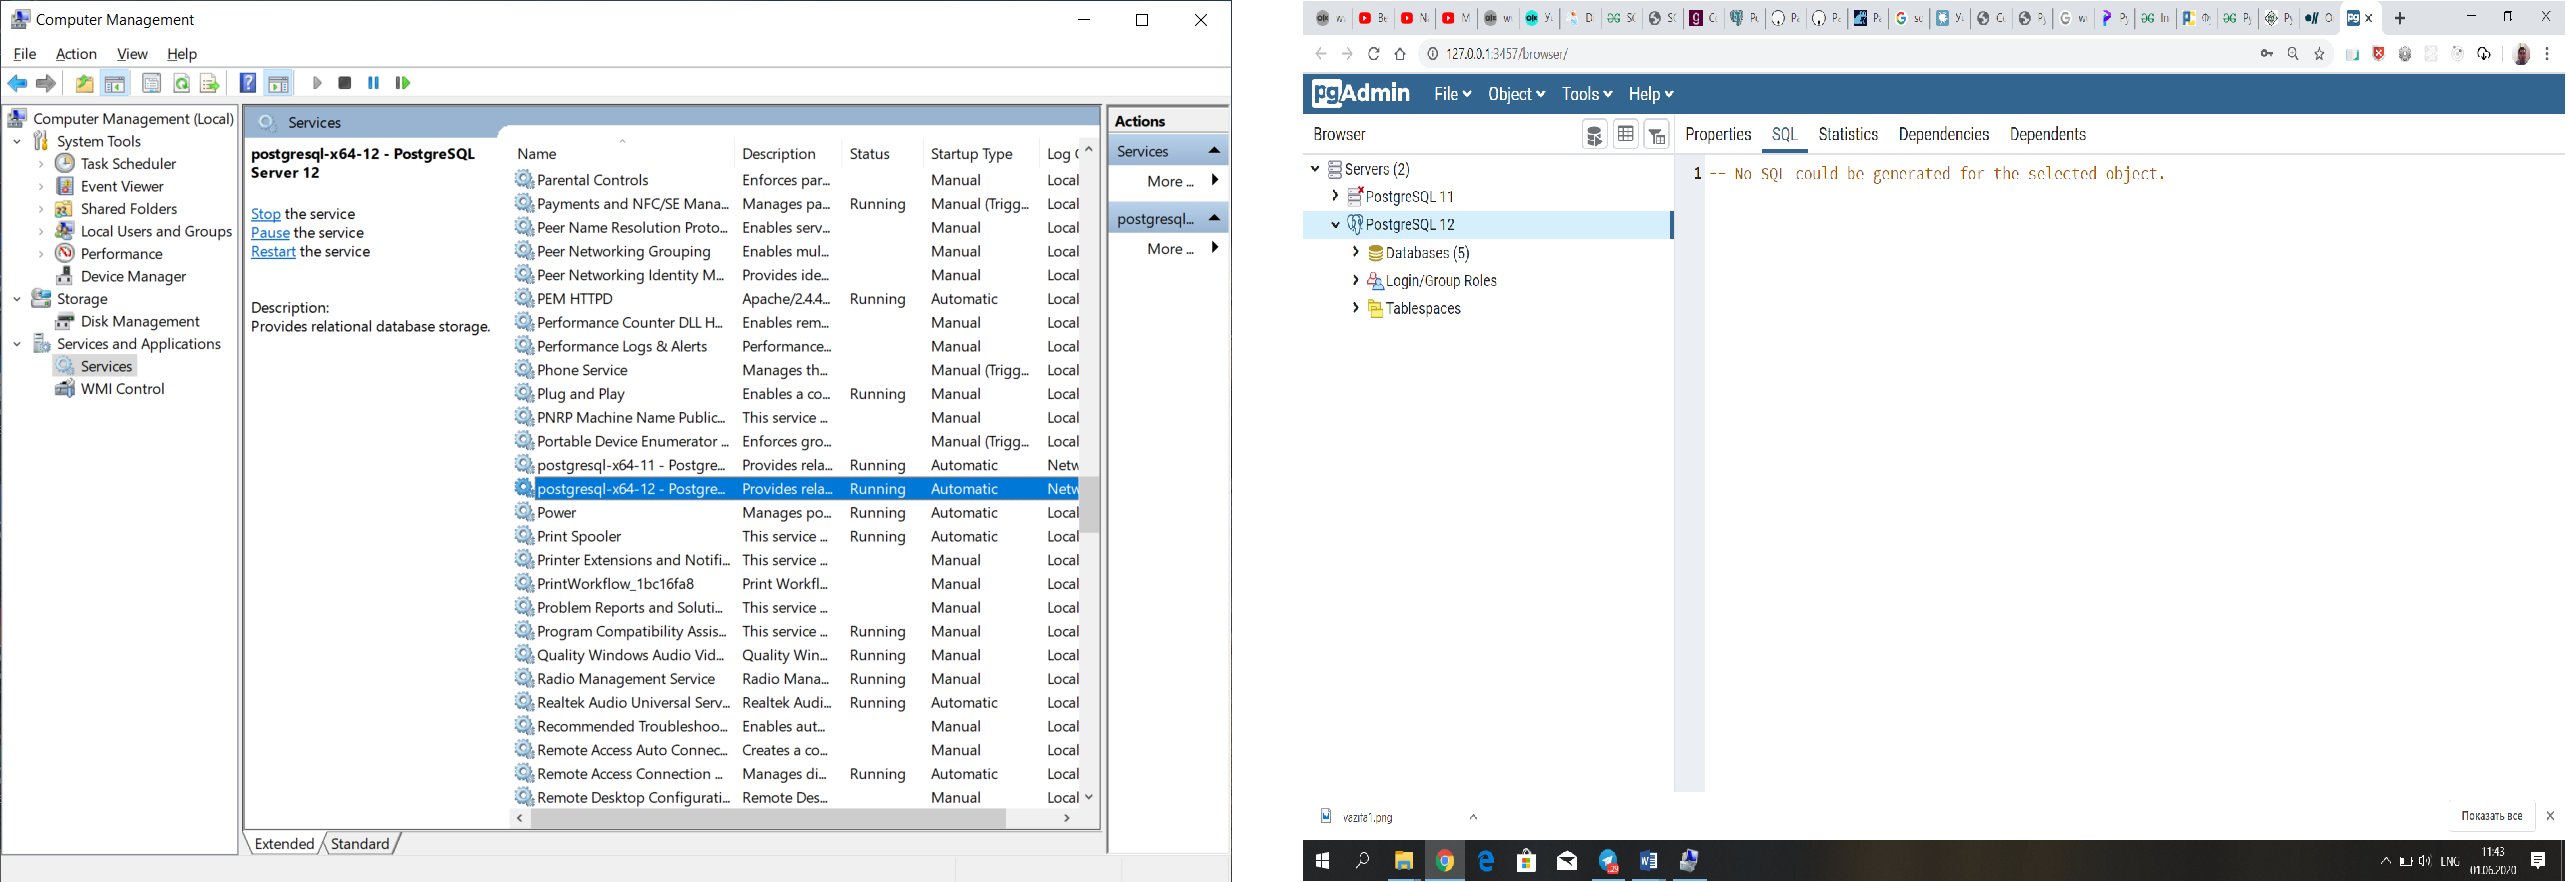 Computer Management
File Action View Help
Computer Management (Local)
System Tools
Task Scheduler
Event Viewer
Shared Folders
Local Users and Groups
Performance
Device Manager
Storage
Disk Management
Services and Applications
Services
WMI Control
Services
postgresql-x64-12 - PostgreSQL
Server 12
Stop the service
Pause the service
Restart the service
Description:
Provides relational database storage.
Name Description Status Startup Type Log
Parental Controls Enforces par... Manual Local
Payments and NFC/SE Mana... Manages pa... Running Manual (Trigg... Local
Peer Name Resolution Proto... Enables serv... Manual Local
Peer Networking Grouping Enables mul... Manual Local
Peer Networking Identity M... Provides ide... Manual Local
PEM HTTPD Apache/2.4.4... Running Automatic Local
Performance Counter DLL H... Enables rem... Manual Local
Performance Logs & Alerts Performance... Manual Local
Phone Service Manages th... Manual (Trigg... Local
Plug and Play Enables a co... Running Manual Local
PNRP Machine Name Public... This service ... Manual Local
Portable Device Enumerator ... Enforces gro... Manual (Trigg... Local
postgresql-x64-11 - Postgre... Provides rela... Running Automatic Netw
postgresql-x64-12 - Postgre... Provides rela... Running Automatic Netw
Power Manages po... Running Automatic Local
Print Spooler This service ... Running Automatic Local
Printer Extensions and Notifi... This service ... Manual Local
PrintWorkflow_1bc16fa8 Print Workfl... Manual Local
Problem Reports and Soluti... This service ... Manual Local
Program Compatibility Assis... This service ... Running Manual Local
Quality Windows Audio Vid... Quality Win... Running Manual Local
Radio Management Service Radio Mana... Running Manual Local
Realtek Audio Universal Serv... Realtek Audi... Running Automatic Local
Recommended Troubleshoo... Enables aut... Manual Local
Remote Access Auto Connec... Creates a co... Manual Local
Remote Access Connection ... Manages di... Running Automatic Local
Remote Desktop Configurati... Remote Des... Manual Local
Extended Standard
Actions
Services
More ...
postgresql...
More ...
127.0.0.1:3457/browser/
pgAdmin File Object Tools Help
Browser
Properties SQL Statistics Dependencies Dependents
Servers (2)
PostgreSQL 11
PostgreSQL 12
Databases (5)
Login/Group Roles
Tablespaces
1 -- No SQL could be generated for the selected object.
vazifa1.png
Показать все
ENG
11:43
01.06.2020